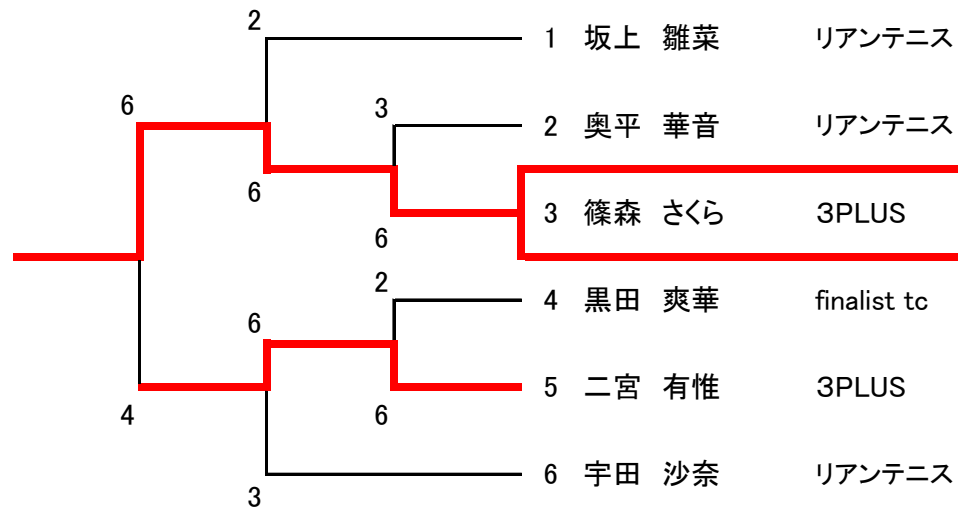 2
1 坂上 雛菜 リアンテニス
6
3
2 奥平 華音 リアンテニス
6
3 篠森 さくら 3PLUS
6
2
4 黒田 爽華 finalist tc
6
5 二宮 有惟 3PLUS
4
6
6 宇田 沙奈 リアンテニス
3